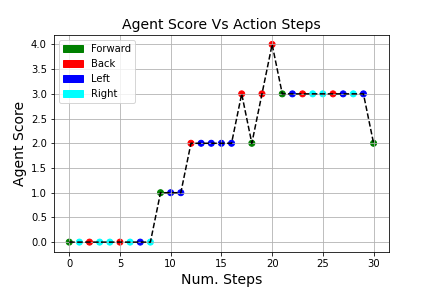 Agent Score Vs Action Steps
Agent Score
4.0
3.5
3.0
2.5
2.0
1.5
1.0
0.5
0.0
Forward
Back
Left
Right
0 5 10 15 20 25 30
Num. Steps